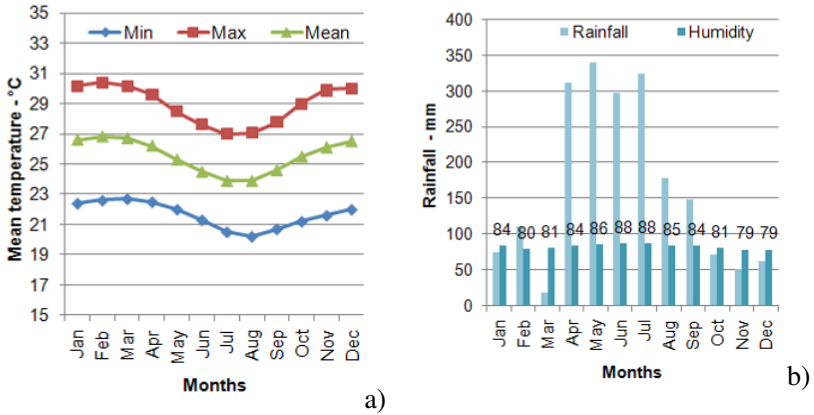 Min Max Mean
35
33
31
29
27
25
23
21
19
17
15
Mean temperature - °C
Jan Feb Mar Apr May Jun Jul Aug Sep Oct Nov Dec
Months
a)
Rainfall Humidity
400
350
300
250
200
150
100
50
0
Rainfall - mm
84 80 81 84 86 88 88 85 84 81 79 79
Jan Feb Mar Apr May Jun Jul Aug Sep Oct Nov Dec
Months
b)